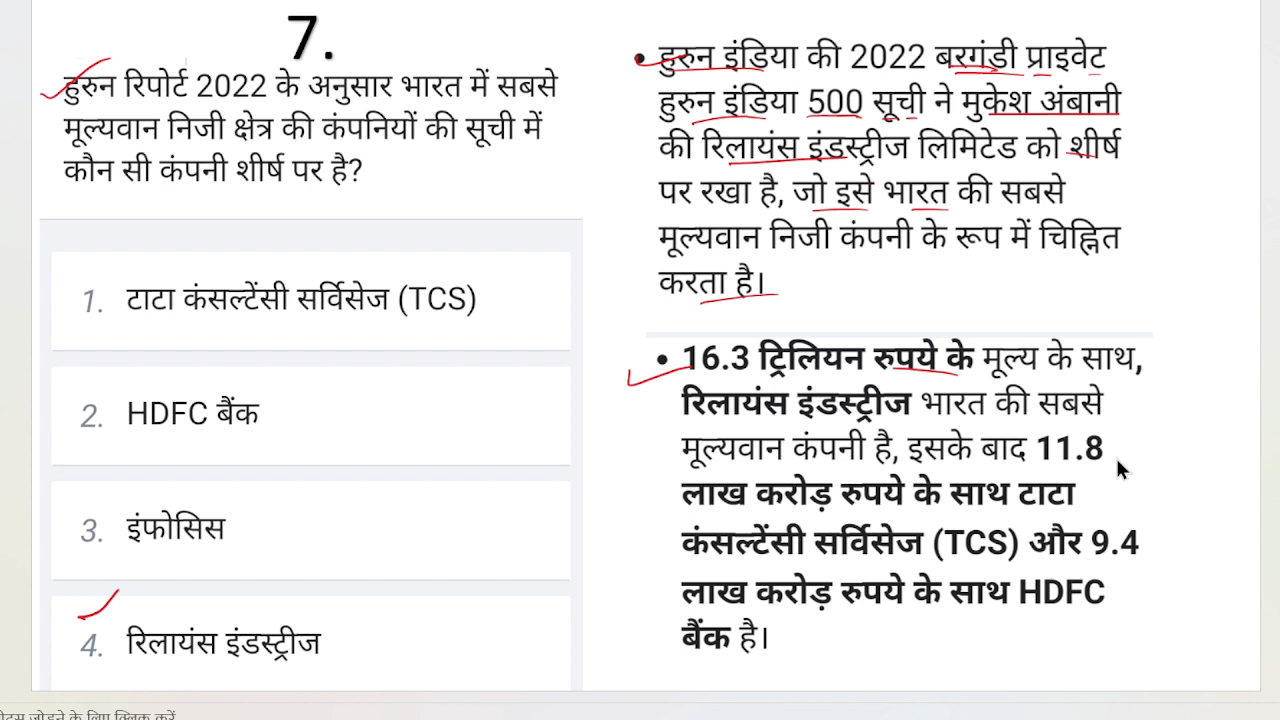 7.
हुरुन रिपोर्ट 2022 के अनुसार भारत में सबसे
मूल्यवान निजी क्षेत्र की कंपनियों की सूची में
कौन सी कंपनी शीर्ष पर है?
1. टाटा कंसल्टेंसी सर्विसेज (TCS)
2. HDFC बैंक
3. इंफोसिस
4. रिलायंस इंडस्ट्रीज
• हुरुन इंडिया की 2022 बरगंडी प्राइवेट
हुरुन इंडिया 500 सूची ने मुकेश अंबानी
की रिलायंस इंडस्ट्रीज लिमिटेड को शीर्ष
पर रखा है, जो इसे भारत की सबसे
मूल्यवान निजी कंपनी के रूप में चिह्नित
करता है।
• 16.3 ट्रिलियन रुपये के मूल्य के साथ,
रिलायंस इंडस्ट्रीज भारत की सबसे
मूल्यवान कंपनी है, इसके बाद 11.8
लाख करोड़ रुपये के साथ टाटा
कंसल्टेंसी सर्विसेज (TCS) और 9.4
लाख करोड़ रुपये के साथ HDFC
बैंक है।
जोड़ने के लिए क्लिक करें